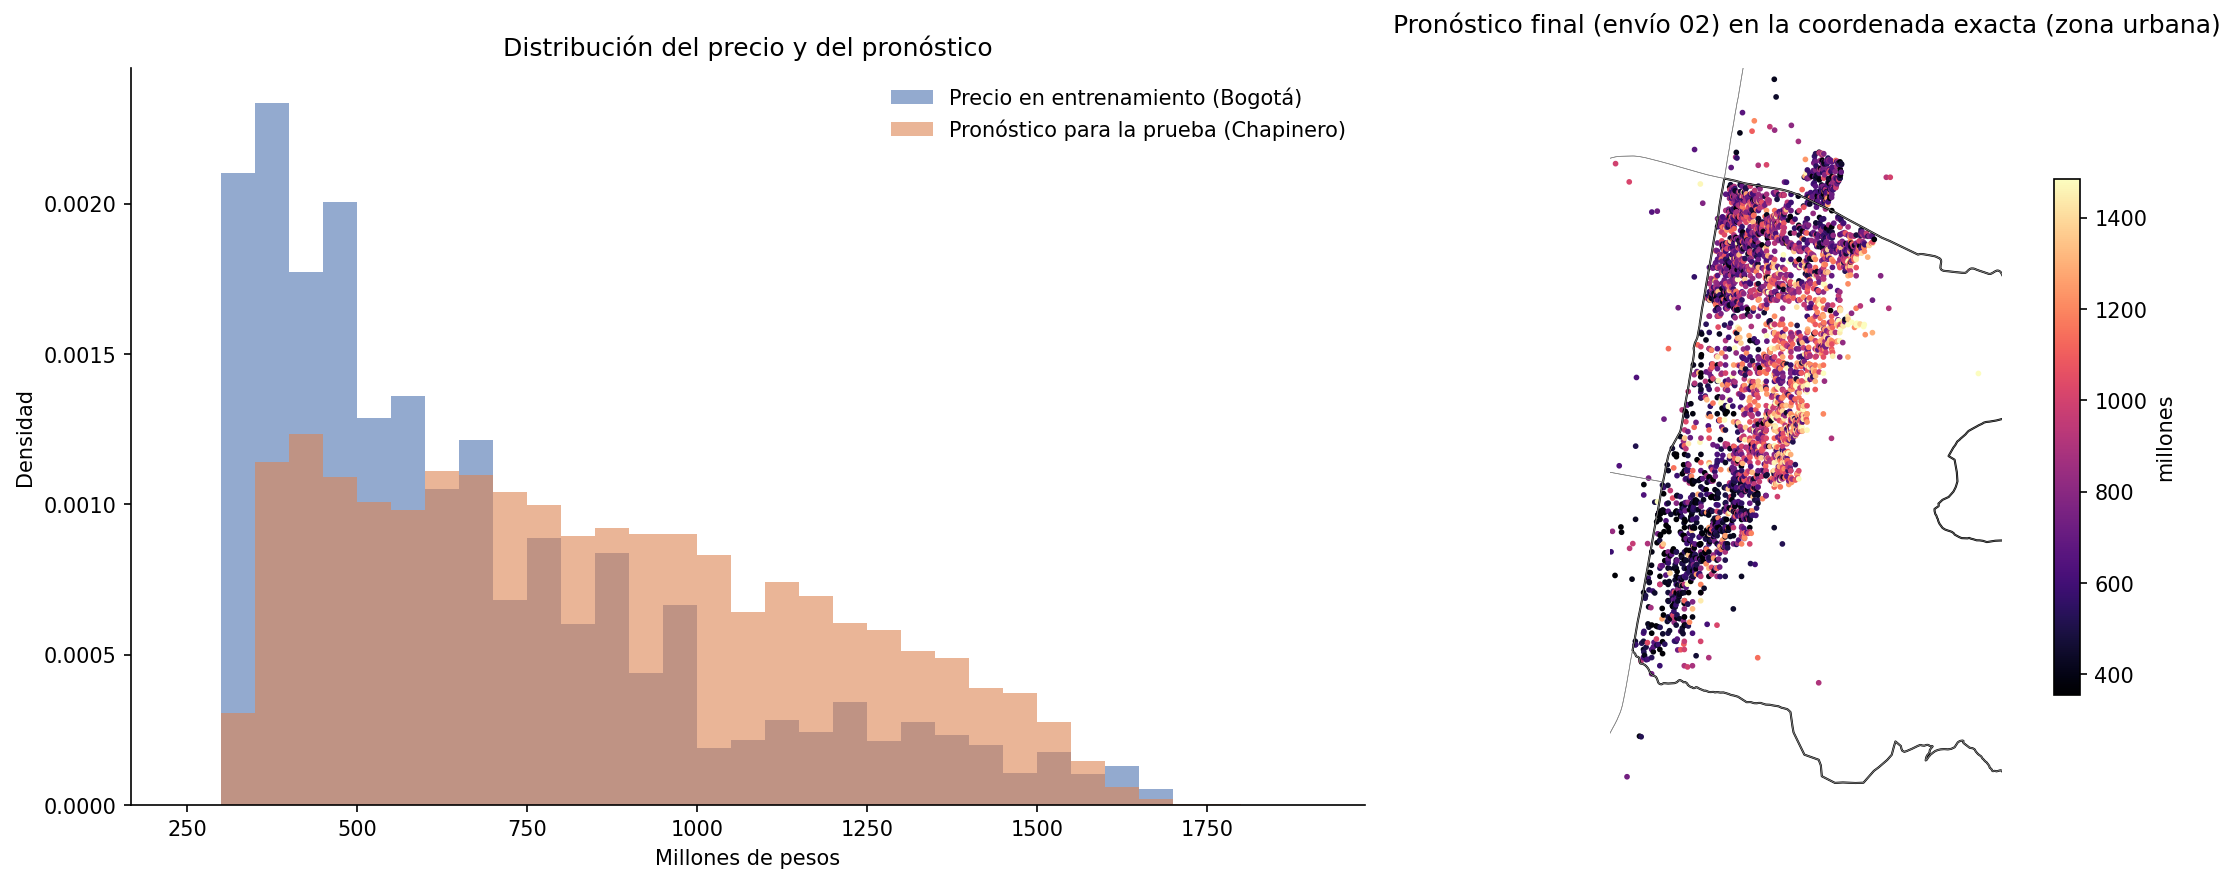 Distribución del precio y del pronóstico
Precio en entrenamiento (Bogotá)
Pronóstico para la prueba (Chapinero)
Densidad
0.0020
0.0015
0.0010
0.0005
0.0000
250
500
750
1000
1250
1500
1750
Millones de pesos
Pronóstico final (envío 02) en la coordenada exacta (zona urbana)
1400
1200
1000
800
600
400
millones